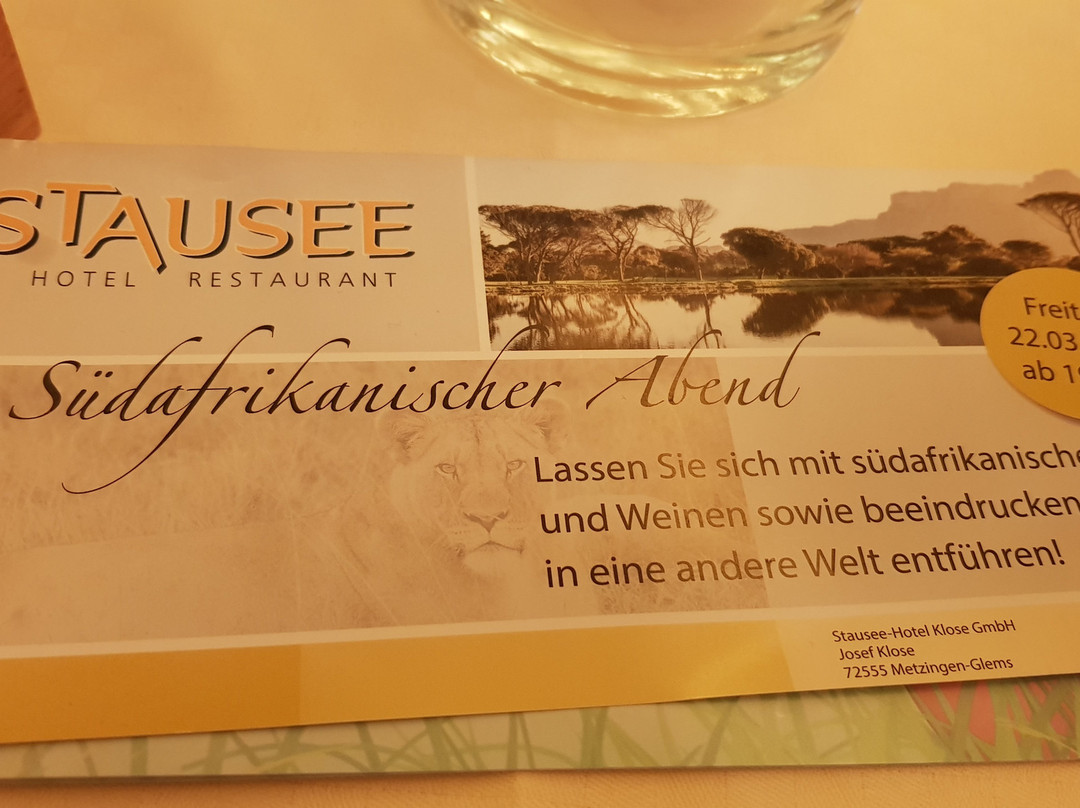 STAUSEE
HOTEL RESTAURANT
Südafrikanischer Abend
Freit
22.03
ab 19
Lassen Sie sich mit südafrikanische
und Weinen sowie beeindrucken
in eine andere Welt entführen!
Stausee-Hotel Klose GmbH
Josef Klose
72555 Metzingen-Glems